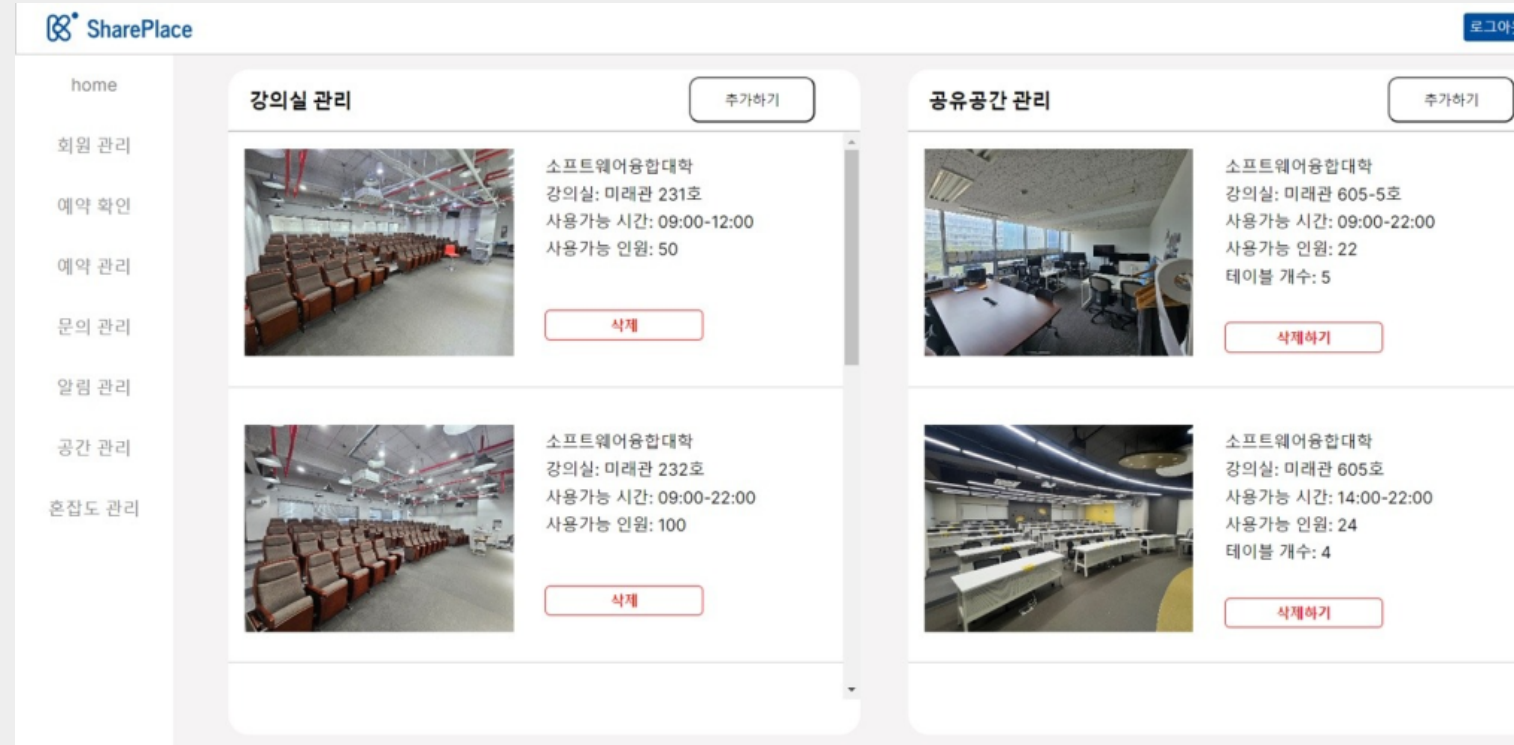 SharePlace
로그아
home
회원 관리
예약 확인
예약 관리
문의 관리
알림 관리
공간 관리
혼잡도 관리
강의실 관리
추가하기
소프트웨어융합대학
강의실: 미래관 231호
사용가능 시간: 09:00-12:00
사용가능 인원: 50
삭제
소프트웨어융합대학
강의실: 미래관 232호
사용가능 시간: 09:00-22:00
사용가능 인원: 100
삭제
공유공간 관리
추가하기
소프트웨어융합대학
강의실: 미래관 605-5호
사용가능 시간: 09:00-22:00
사용가능 인원: 22
테이블 개수: 5
삭제하기
소프트웨어융합대학
강의실: 미래관 605호
사용가능 시간: 14:00-22:00
사용가능 인원: 24
테이블 개수: 4
삭제하기